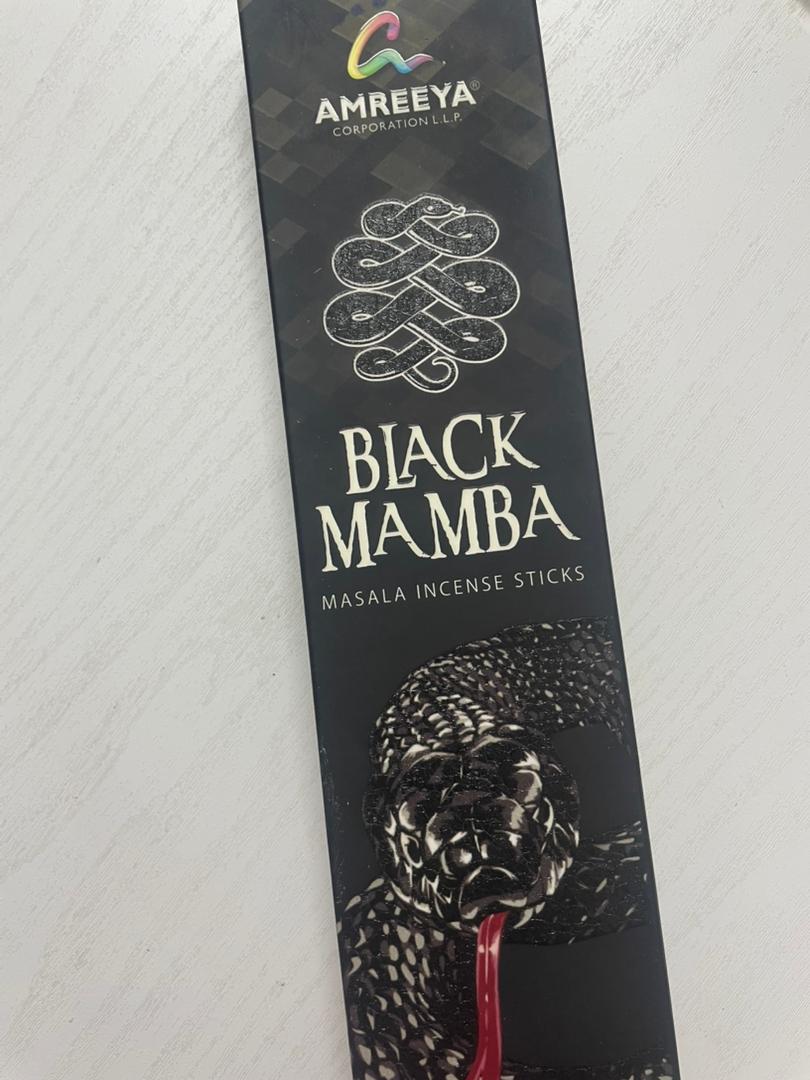 AMREEYA®
CORPORATION L.L.P.
BLACK
MAMBA
MASALA INCENSE STICKS